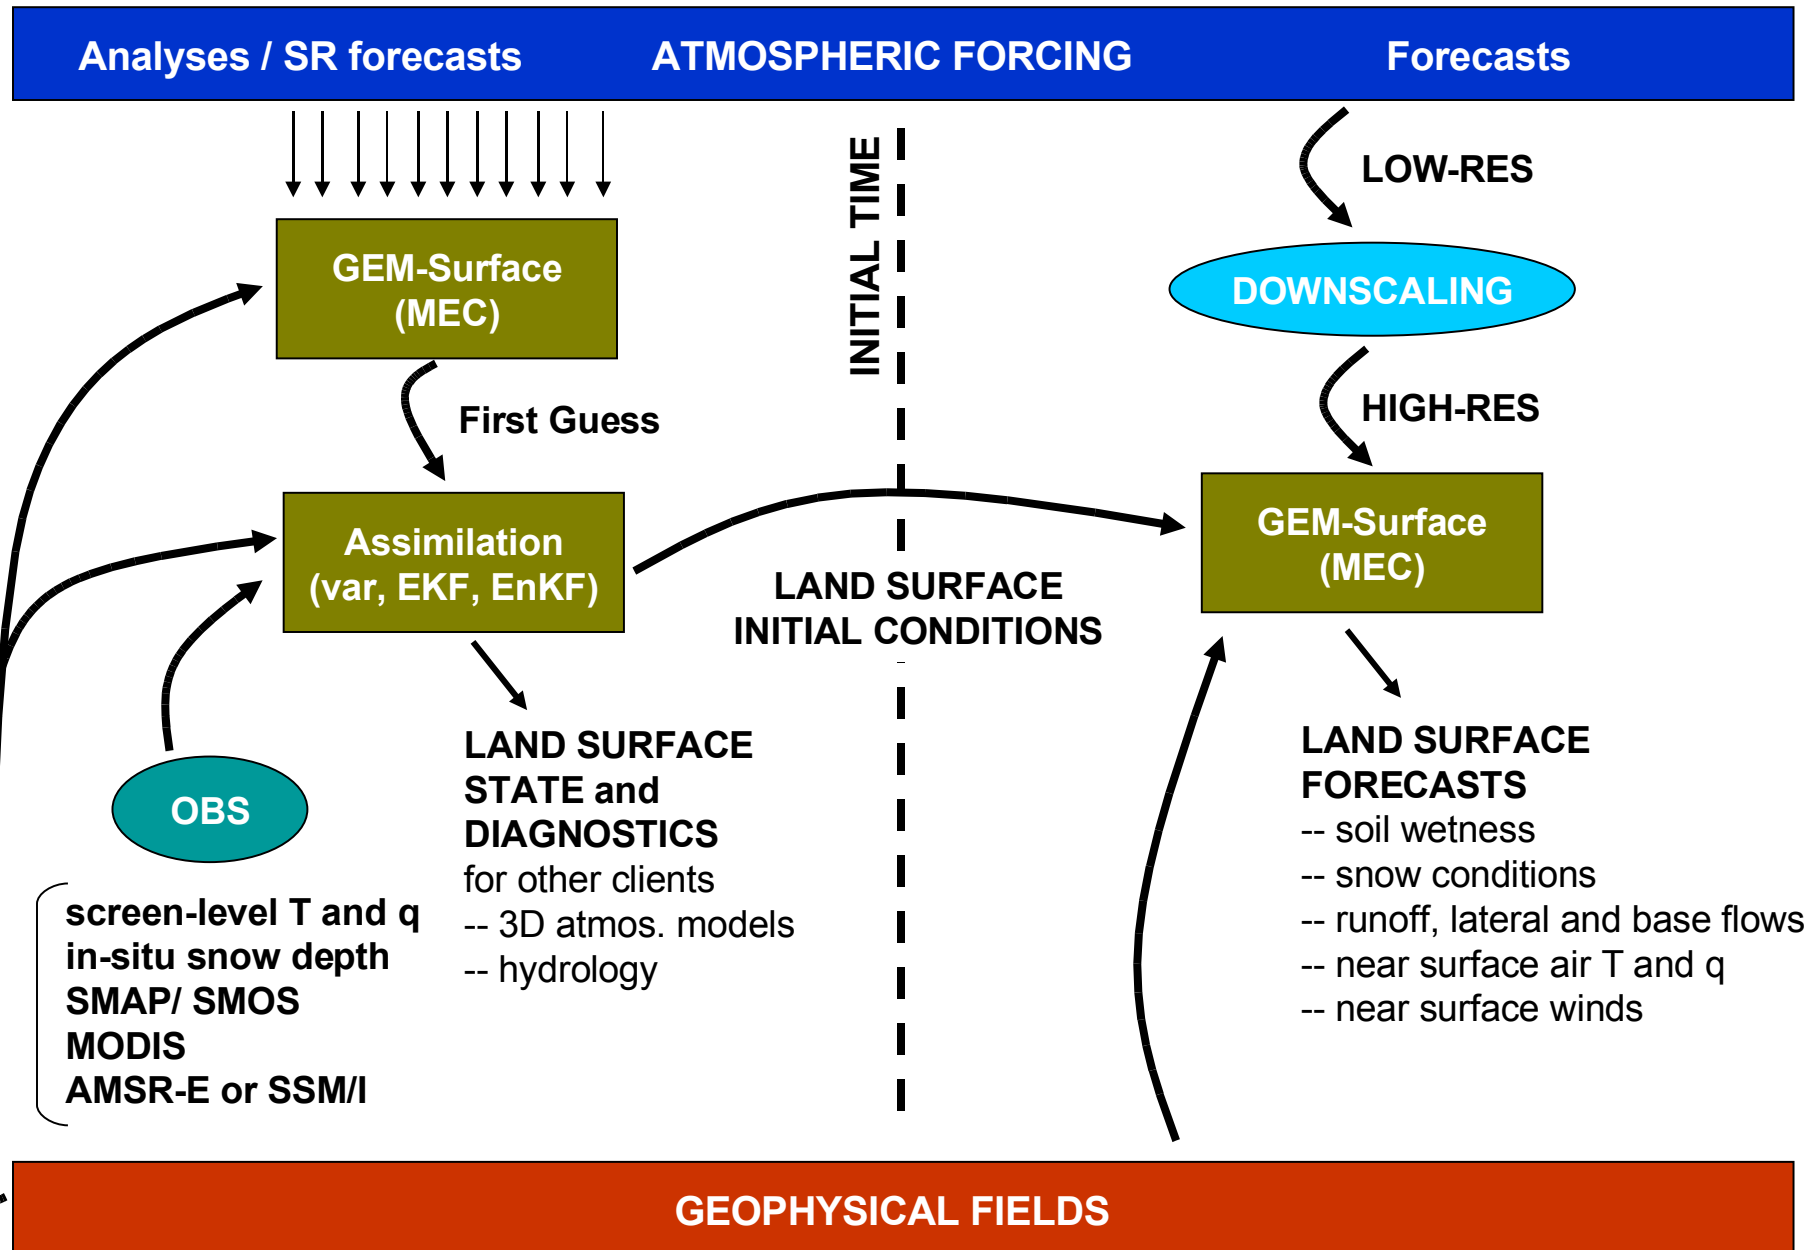 Analyses / SR forecasts
ATMOSPHERIC FORCING
Forecasts
GEM-Surface
(MEC)
First Guess
Assimilation
(var, EKF, EnKF)
OBS
screen-level T and q
in-situ snow depth
SMAP/ SMOS
MODIS
AMSR-E or SSM/I
LAND SURFACE
STATE and
DIAGNOSTICS
for other clients
-- 3D atmos. models
-- hydrology
INITIAL TIME
LAND SURFACE
INITIAL CONDITIONS
LOW-RES
DOWNSCALING
HIGH-RES
GEM-Surface
(MEC)
LAND SURFACE
FORECASTS
-- soil wetness
-- snow conditions
-- runoff, lateral and base flows
-- near surface air T and q
-- near surface winds
GEOPHYSICAL FIELDS